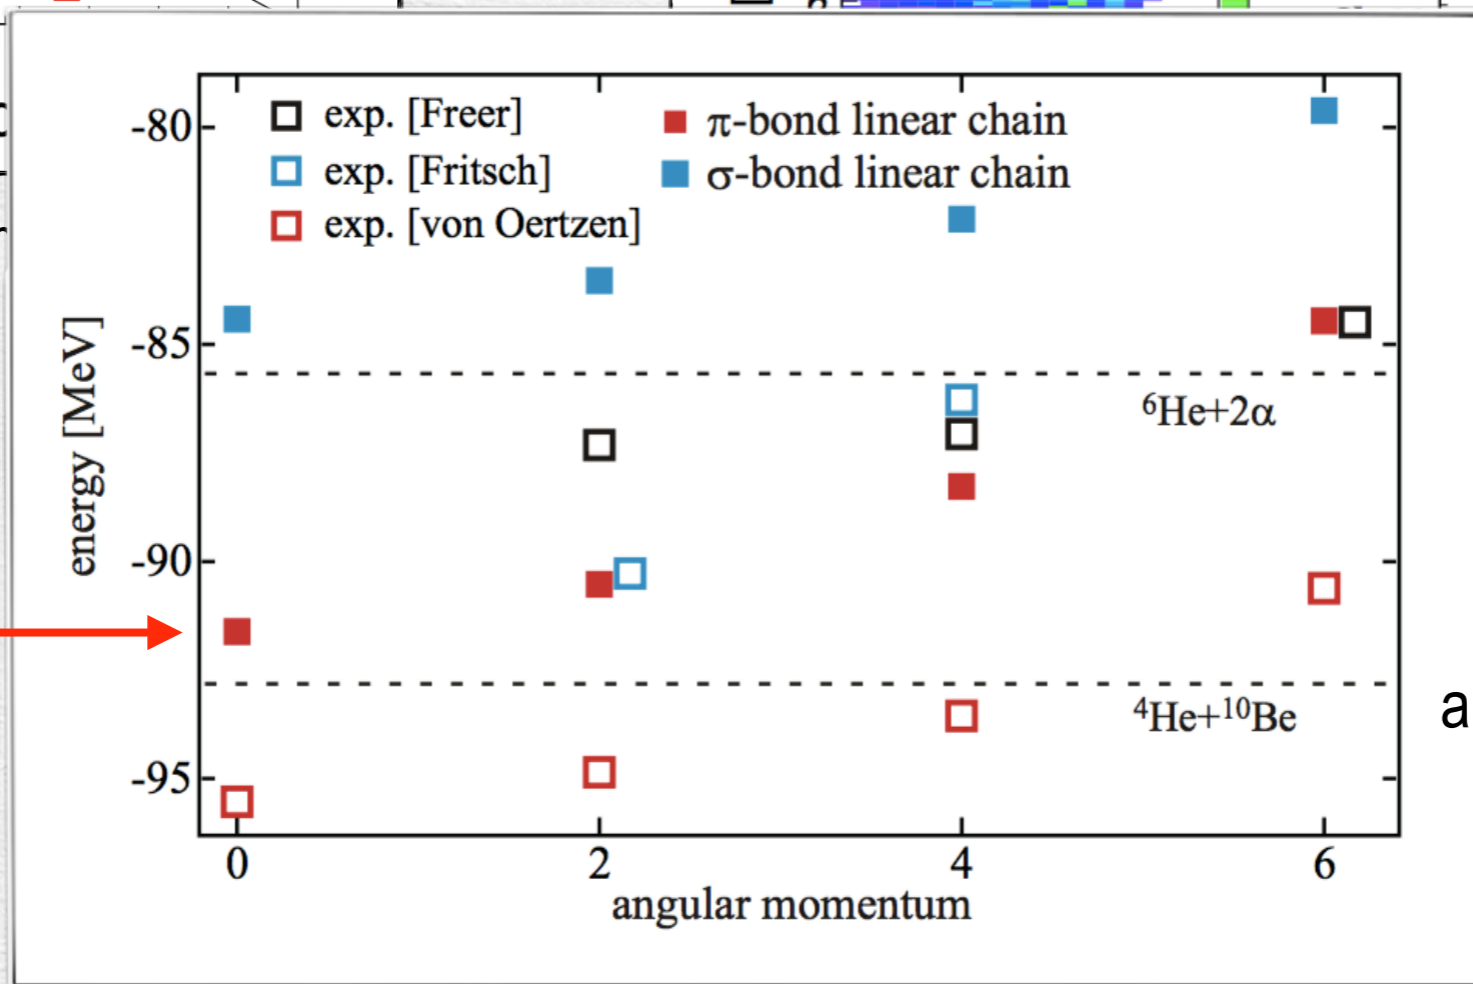 exp. [Freer]
exp. [Fritsch]
exp. [von Oertzen]
π-bond linear chain
σ-bond linear chain
energy [MeV]
-80
-85
-90
-95
⁶He+2α
⁴He+¹⁰Be
a
0 2 4 6
angular momentum